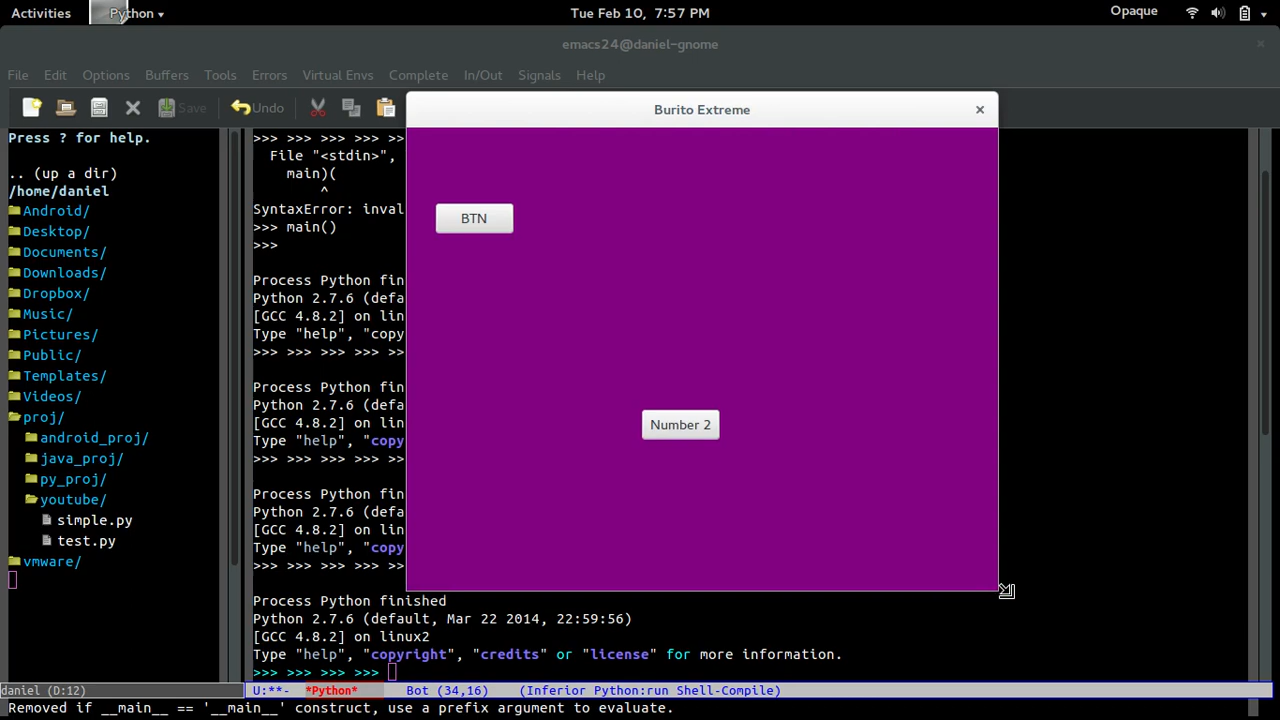 Activities
Python
Tue Feb 10, 7:57 PM
Opaque
emacs24@daniel-gnome
File Edit Options Buffers Tools Errors Virtual Envs Complete In/Out Signals Help
Save Undo
Press ? for help.
.. (up a dir)
/home/daniel
Android/
Desktop/
Documents/
Downloads/
Dropbox/
Music/
Pictures/
Public/
Templates/
Videos/
proj/
android_proj/
java_proj/
py_proj/
youtube/
simple.py
test.py
vmware/
>>> >>> >>> >>> >>
File "<stdin>",
main)(
^
SyntaxError: inval
>>> main()
>>>
Process Python fin
Python 2.7.6 (defa
[GCC 4.8.2] on lin
Type "help", "copy
>>> >>> >>> >>> >>
Process Python fin
Python 2.7.6 (defa
[GCC 4.8.2] on lin
Type "help", "copy
>>> >>> >>> >>> >>
Process Python fin
Python 2.7.6 (defa
[GCC 4.8.2] on lin
Type "help", "copy
>>> >>> >>> >>> >>
Process Python finished
Python 2.7.6 (default, Mar 22 2014, 22:59:56)
[GCC 4.8.2] on linux2
Type "help", "copyright", "credits" or "license" for more information.
>>> >>> >>> >>>
Burito Extreme
BTN
Number 2
daniel (D:12)
U:**- *Python* Bot (34,16) (Inferior Python:run Shell-Compile)
Removed if __main__ == '__main__' construct, use a prefix argument to evaluate.